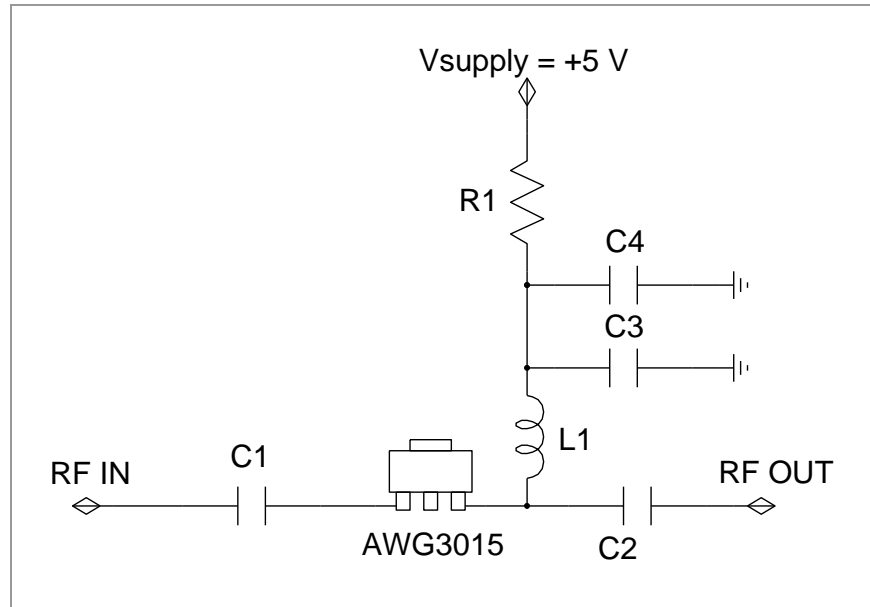 Vsupply = +5 V
R1
C4
C3
L1
RF IN
C1
RF OUT
AWG3015
C2